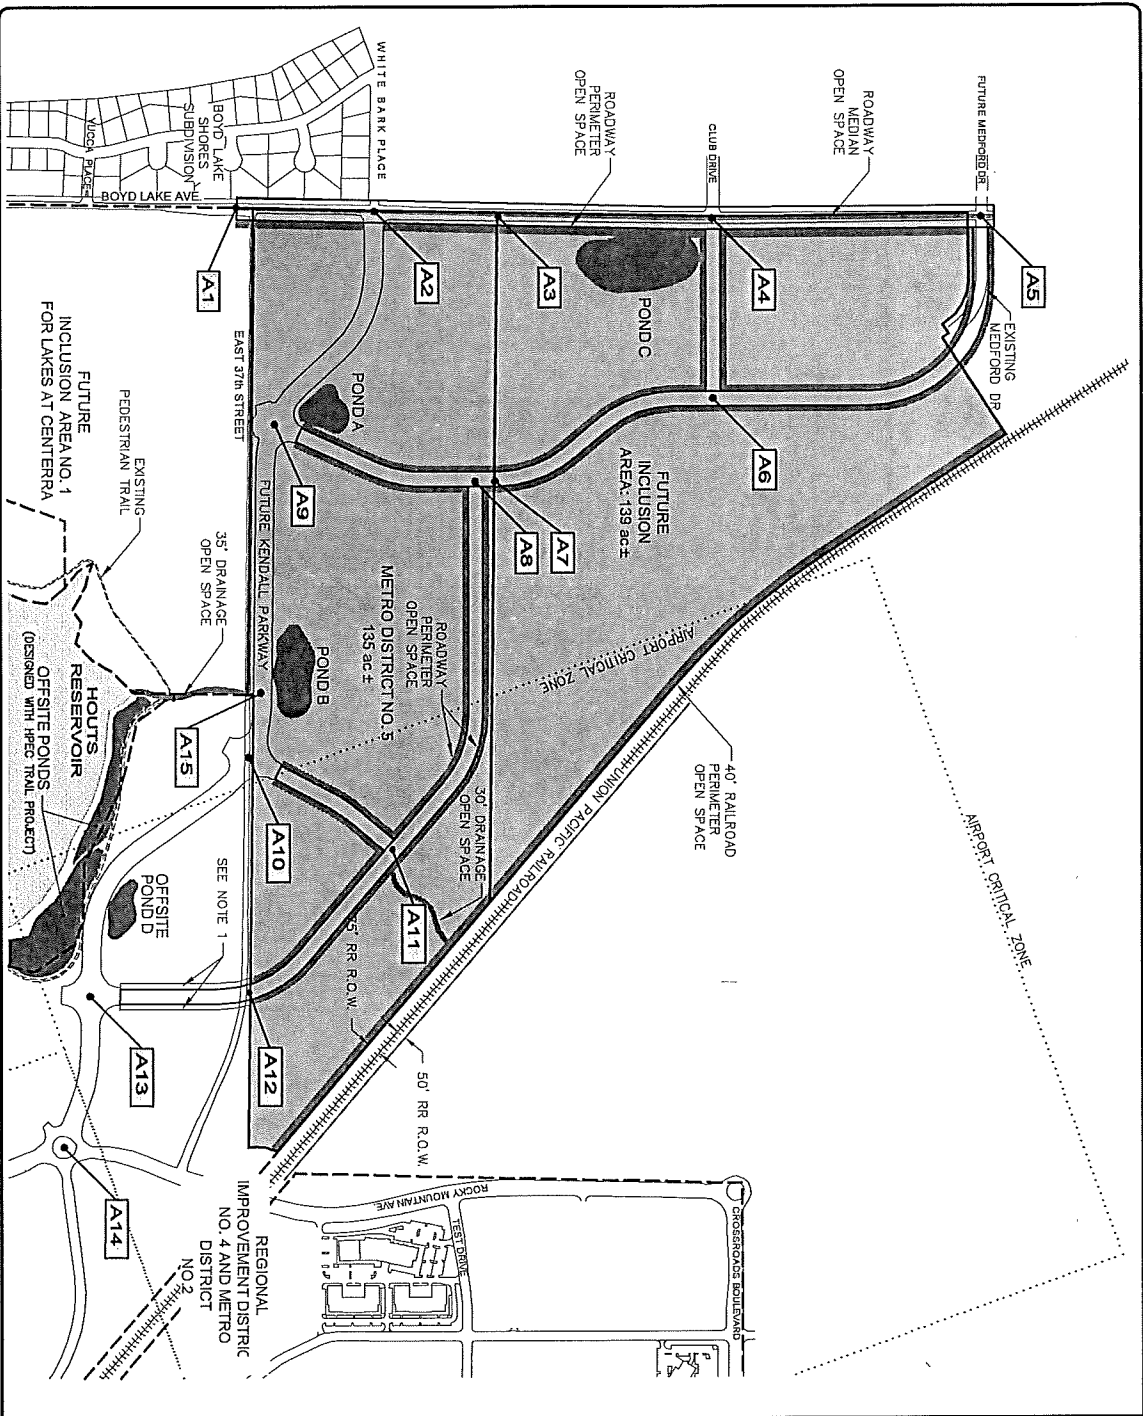 WHITE BARK PLACE
BOYD LAKE
SHORES
SUBDIVISION
YUCCA PLACE
BOYD LAKE AVE.
ROADWAY
PERIMETER
OPEN SPACE
CLUB DRIVE
ROADWAY
MEDIAN
OPEN SPACE
FUTURE MEDFORD DR
A1
A2
A3
A4
A5
EXISTING
MEDFORD DR
POND C
A6
FUTURE
INCLUSION
AREA: 139 ac±
A7
A8
POND A
A9
EAST 37th STREET
FUTURE KENDALL PARKWAY
METRO DISTRICT NO. 5
135 ac ±
ROADWAY
PERIMETER
OPEN SPACE
POND B
AIRPORT CRITICAL ZONE
UNION PACIFIC RAILROAD
40' RAILROAD
PERIMETER
OPEN SPACE
AIRPORT CRITICAL ZONE
30' DRAINAGE
OPEN SPACE
A10
A11
A12
RR R.O.W.
50' RR R.O.W.
FUTURE
INCLUSION AREA NO. 1
FOR LAKES AT CENTERRA
EXISTING
PEDESTRIAN TRAIL
35' DRAINAGE
OPEN SPACE
A15
HOUTS
RESERVOIR
OFFSITE PONDS
(DESIGNED WITH HPEC TRAIL PROJECT)
SEE NOTE 1
OFFSITE
POND D
A13
A14
REGIONAL
IMPROVEMENT DISTRIC
NO. 4 AND METRO
DISTRICT
NO.2
ROCKY MOUNTAIN AVE.
TEST DRIVE
CROSSROADS BOULEVARD